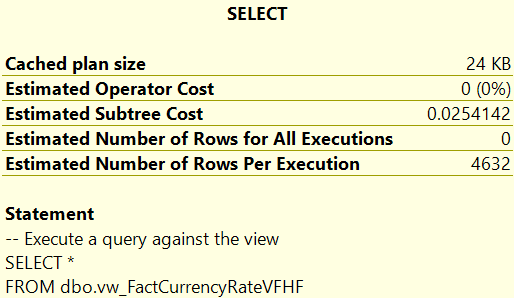 SELECT
Cached plan size 24 KB
Estimated Operator Cost 0 (0%)
Estimated Subtree Cost 0.0254142
Estimated Number of Rows for All Executions 0
Estimated Number of Rows Per Execution 4632
Statement
-- Execute a query against the view
SELECT *
FROM dbo.vw_FactCurrencyRateVFHF